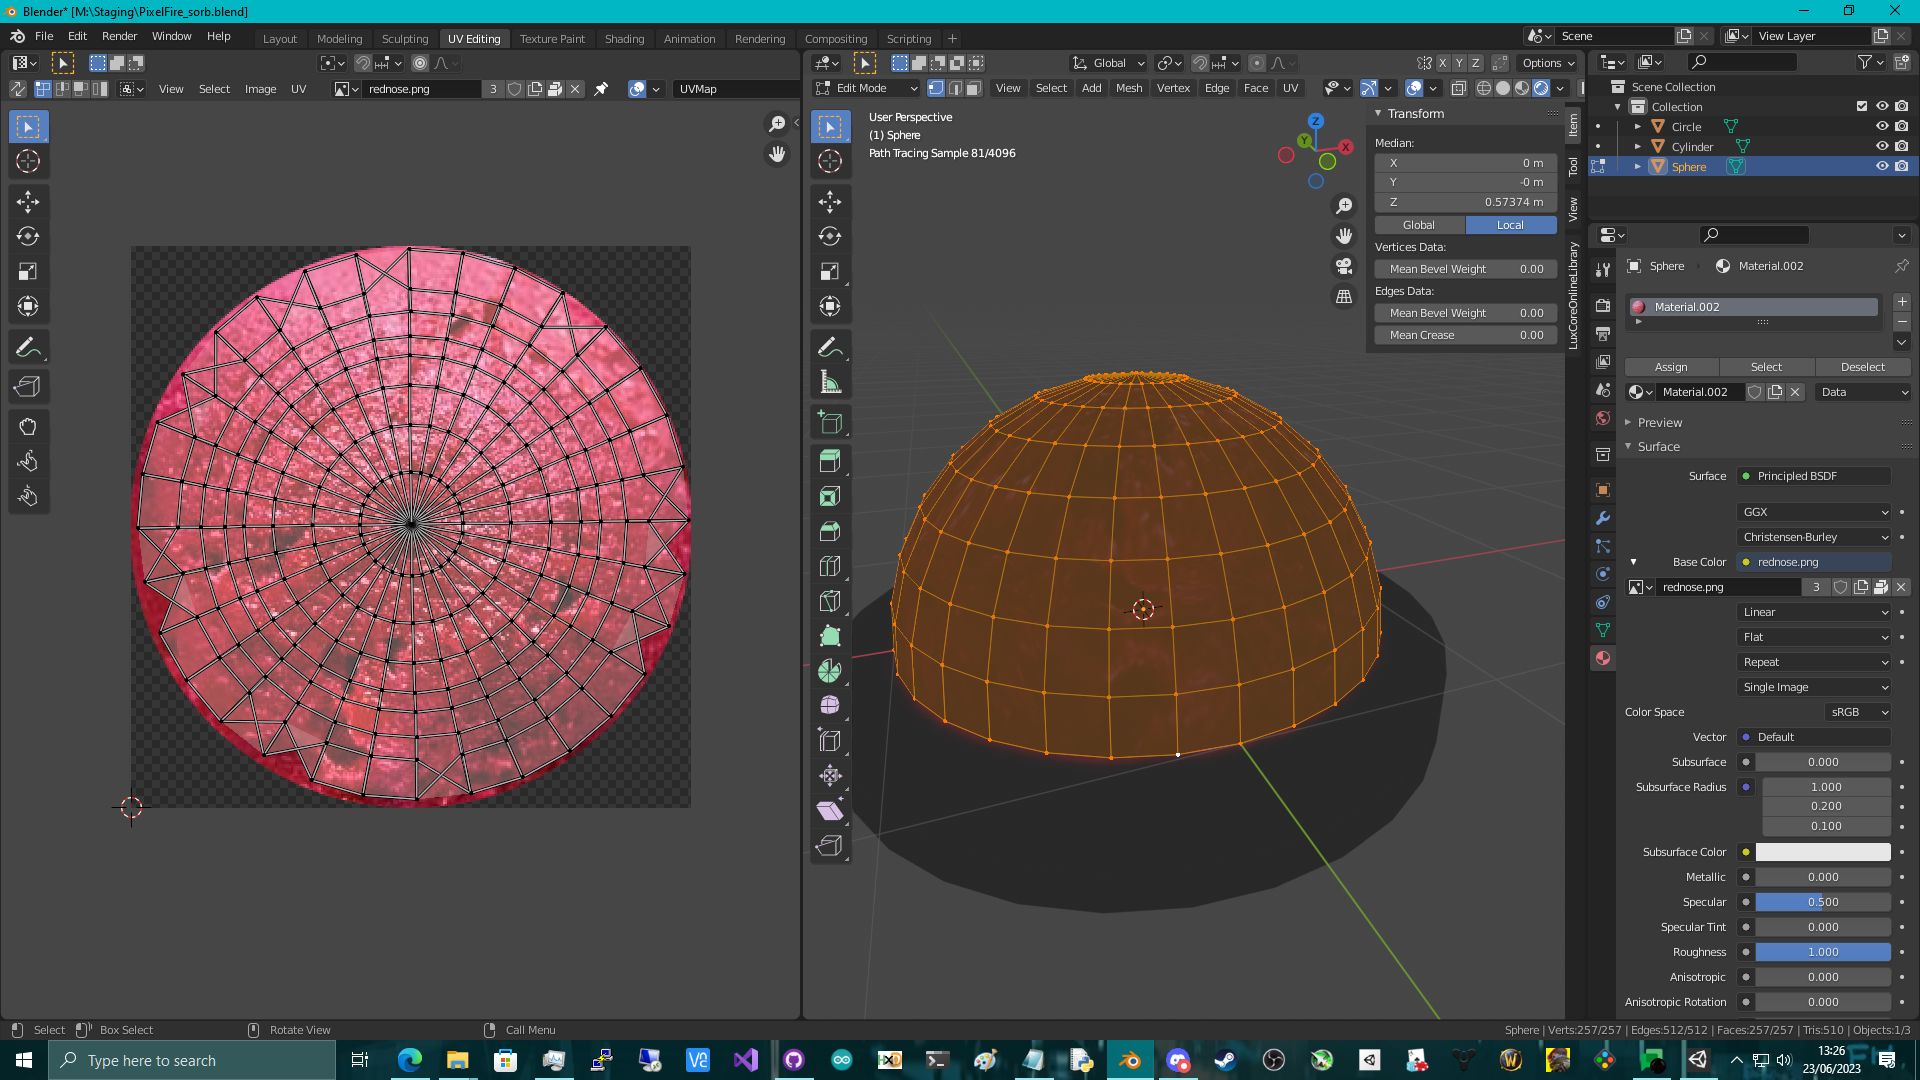 Blender* [M:\Staging\PixelFire_sorb.blend]
File Edit Render Window Help
Layout Modeling Sculpting UV Editing Texture Paint Shading Animation Rendering Compositing Scripting +
Scene View Layer
Global Options
X Y Z
View Select Image UV rednose.png 3 UVMap
Edit Mode View Select Add Mesh Vertex Edge Face UV
User Perspective
(1) Sphere
Path Tracing Sample 81/4096
Z
Y X
Transform
Median:
X 0 m
Y -0 m
Z 0.57374 m
Global Local
Vertices Data:
Mean Bevel Weight 0.00
Edges Data:
Mean Bevel Weight 0.00
Mean Crease 0.00
Item
Tool
View
LuxCoreOnlineLibrary
Scene Collection
Collection
Circle
Cylinder
Sphere
Sphere Material.002
Material.002
Assign Select Deselect
Material.002 Data
Preview
Surface
Surface Principled BSDF
GGX
Christensen-Burley
Base Color rednose.png
rednose.png 3
Linear
Flat
Repeat
Single Image
Color Space sRGB
Vector Default
Subsurface 0.000
Subsurface Radius 1.000
0.200
0.100
Subsurface Color
Metallic 0.000
Specular 0.500
Specular Tint 0.000
Roughness 1.000
Anisotropic 0.000
Anisotropic Rotation 0.000
Select Box Select Rotate View Call Menu
Sphere | Verts:257/257 | Edges:512/512 | Faces:257/257 | Tris:510 | Objects:1/3
Type here to search
13:26
23/06/2023